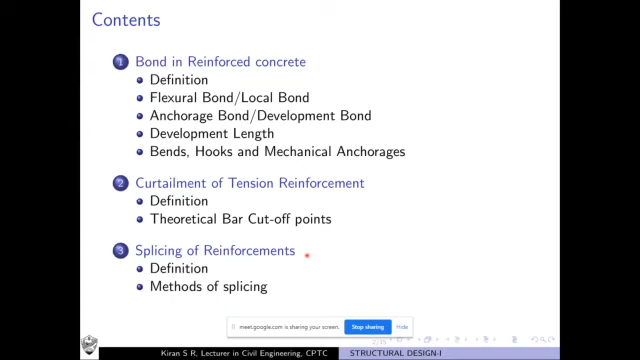 Contents
1 Bond in Reinforced concrete
Definition
Flexural Bond/Local Bond
Anchorage Bond/Development Bond
Development Length
Bends, Hooks and Mechanical Anchorages
2 Curtailment of Tension Reinforcement
Definition
Theoretical Bar Cut-off points
3 Splicing of Reinforcements
Definition
Methods of splicing
meet.google.com is sharing your screen. Stop sharing Hide
Kiran S R, Lecturer in Civil Engineering, CPTC STRUCTURAL DESIGN-I